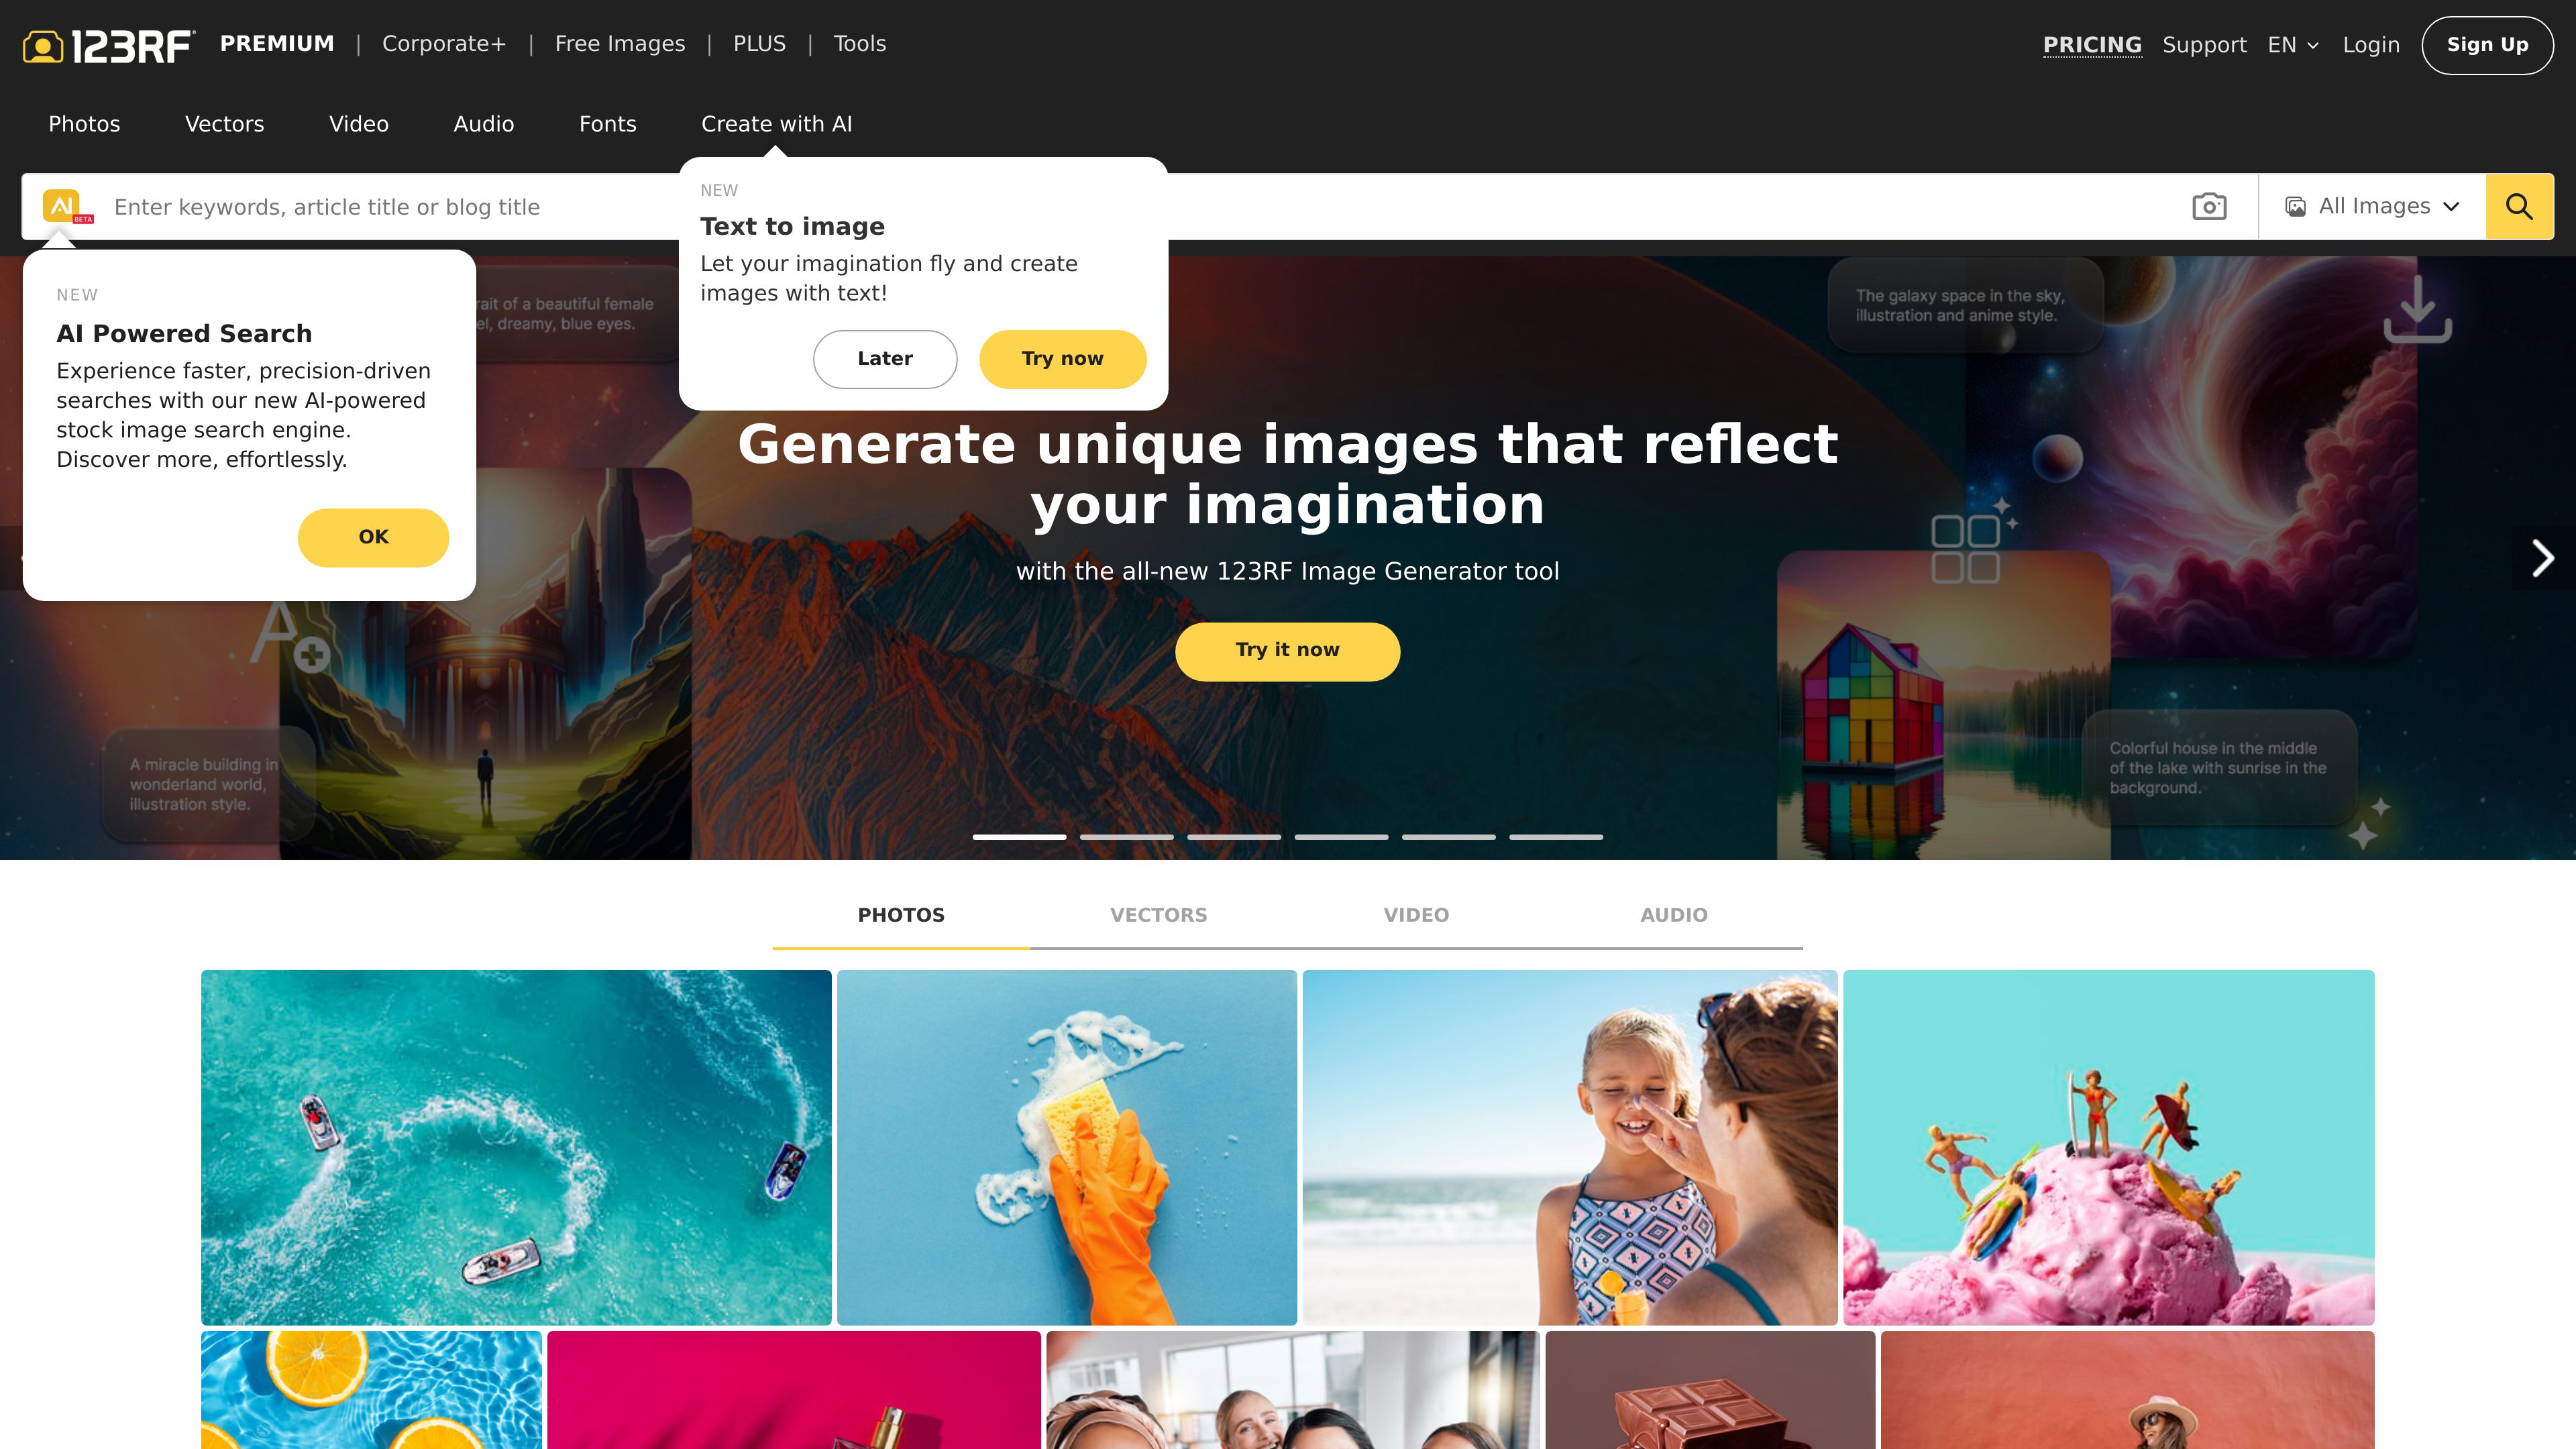 123RF
PREMIUM | Corporate+ | Free Images | PLUS | Tools
PRICING Support EN Login Sign Up
Photos Vectors Video Audio Fonts Create with AI
AI BETA Enter keywords, article title or blog title
All Images
NEW
Text to image
Let your imagination fly and create
images with text!
Later Try now
NEW
AI Powered Search
Experience faster, precision-driven
searches with our new AI-powered
stock image search engine.
Discover more, effortlessly.
OK
of a beautiful female
dreamy, blue eyes.
The galaxy space in the sky,
illustration and anime style.
Generate unique images that reflect
your imagination
with the all-new 123RF Image Generator tool
Try it now
A miracle building in
wonderland world,
illustration style.
Colorful house in the middle
of the lake with sunrise in the
background.
PHOTOS VECTORS VIDEO AUDIO